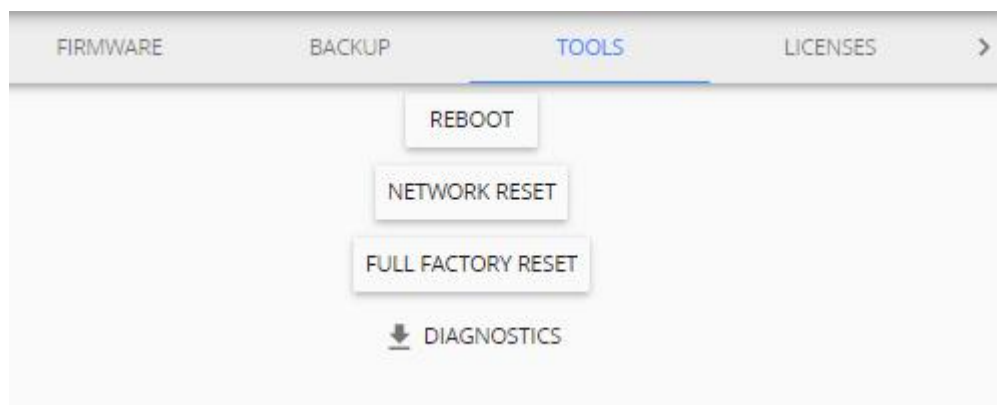 FIRMWARE BACKUP TOOLS LICENSES
REBOOT
NETWORK RESET
FULL FACTORY RESET
DIAGNOSTICS